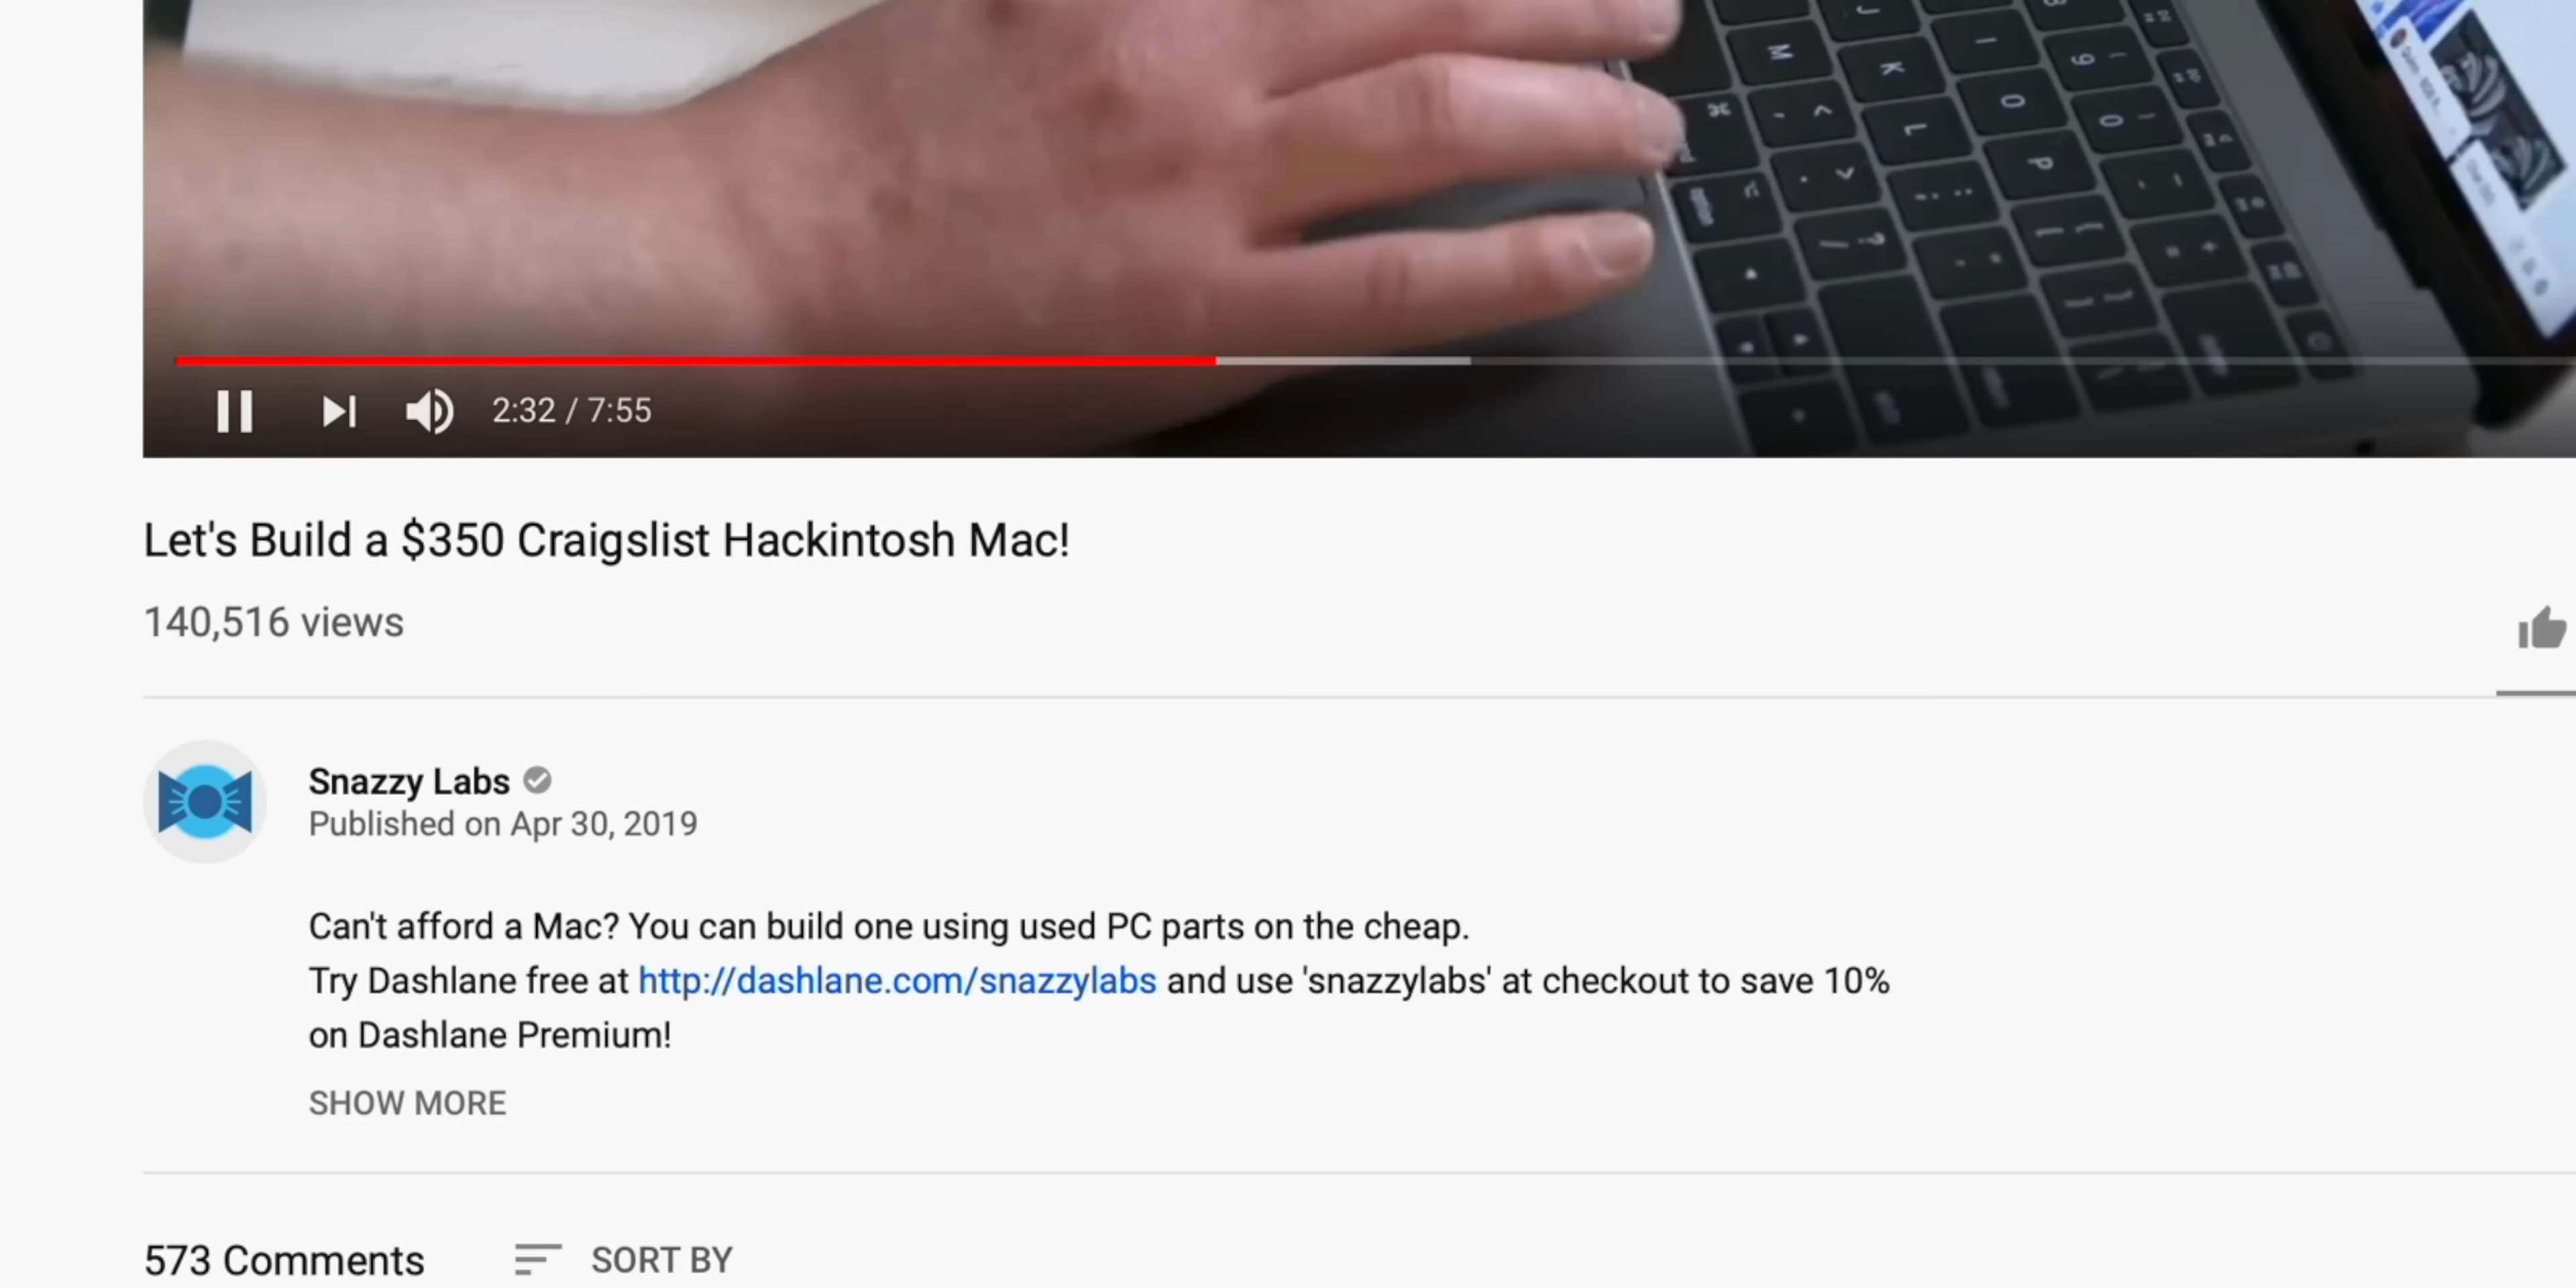 M
K
L
O
P
2:32 / 7:55
Let's Build a $350 Craigslist Hackintosh Mac!
140,516 views
Snazzy Labs
Published on Apr 30, 2019
Can't afford a Mac? You can build one using used PC parts on the cheap.
Try Dashlane free at http://dashlane.com/snazzylabs and use 'snazzylabs' at checkout to save 10%
on Dashlane Premium!
SHOW MORE
573 Comments
SORT BY